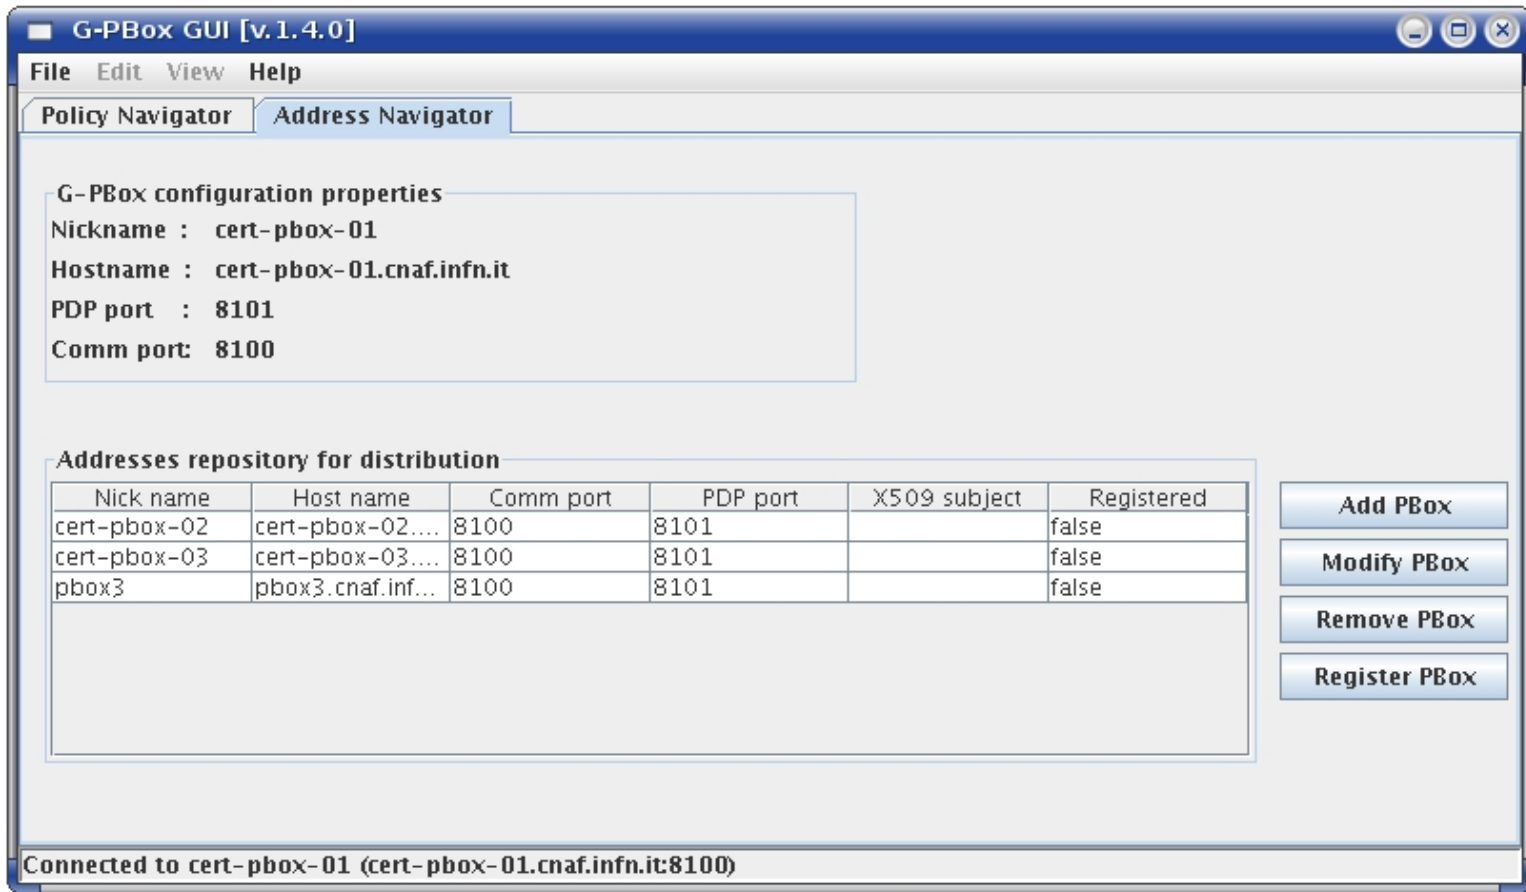 G-PBox GUI [v.1.4.0]
File Edit View Help
Policy Navigator Address Navigator
G-PBox configuration properties
Nickname : cert-pbox-01
Hostname : cert-pbox-01.cnaf.infn.it
PDP port : 8101
Comm port: 8100
Addresses repository for distribution
Nick name Host name Comm port PDP port X509 subject Registered
cert-pbox-02 cert-pbox-02.... 8100 8101 false
cert-pbox-03 cert-pbox-03.... 8100 8101 false
pbox3 pbox3.cnaf.inf... 8100 8101 false
Add PBox
Modify PBox
Remove PBox
Register PBox
Connected to cert-pbox-01 (cert-pbox-01.cnaf.infn.it:8100)